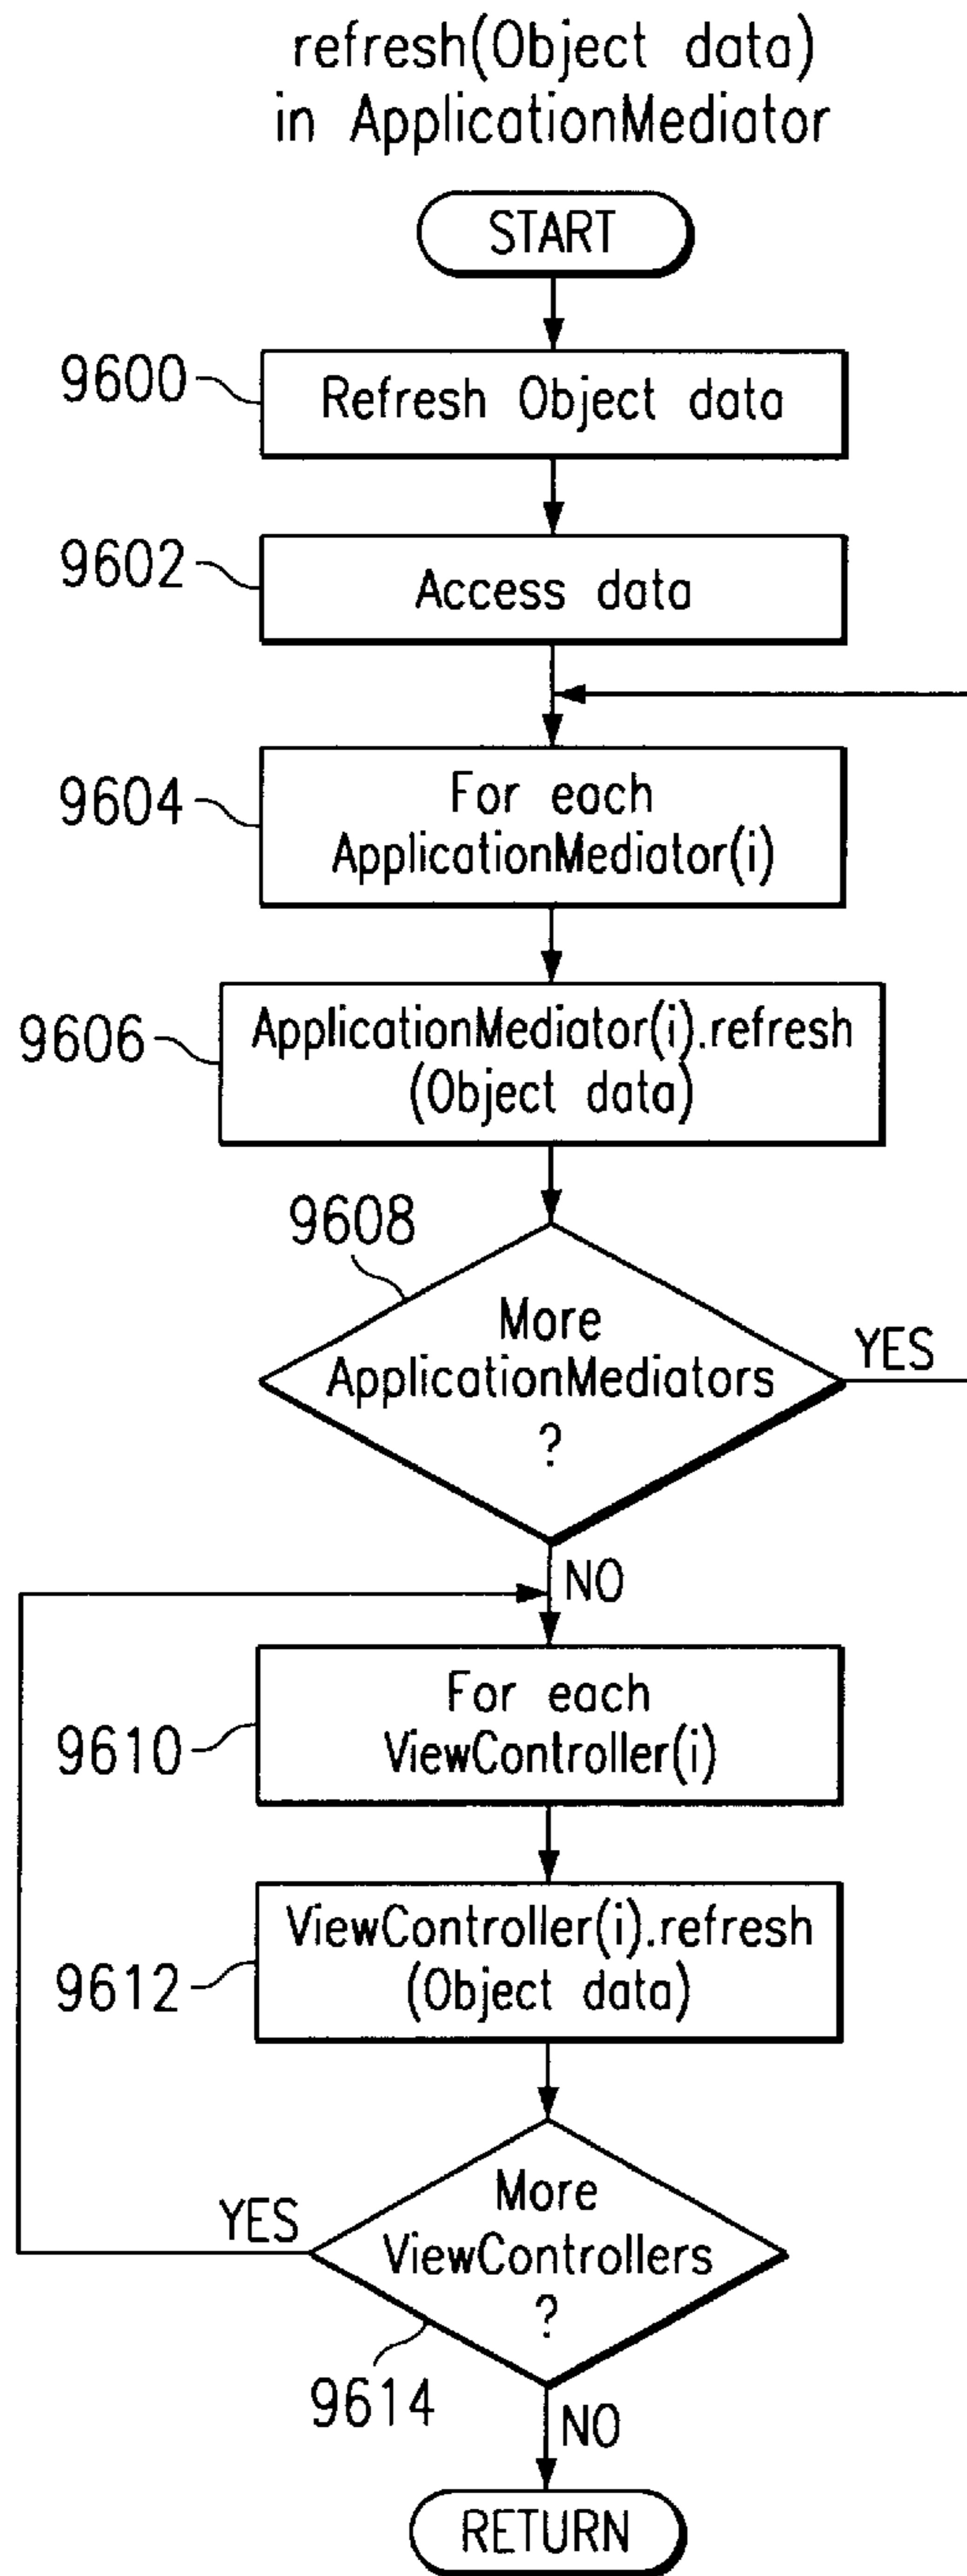 refresh(Object data)
in ApplicationMediator
START
9600
Refresh Object data
9602
Access data
9604
For each
ApplicationMediator(i)
9606
ApplicationMediator(i).refresh
(Object data)
9608
More
ApplicationMediators
?
YES
NO
9610
For each
ViewController(i)
9612
ViewController(i).refresh
(Object data)
YES
More
ViewControllers
?
9614
NO
RETURN